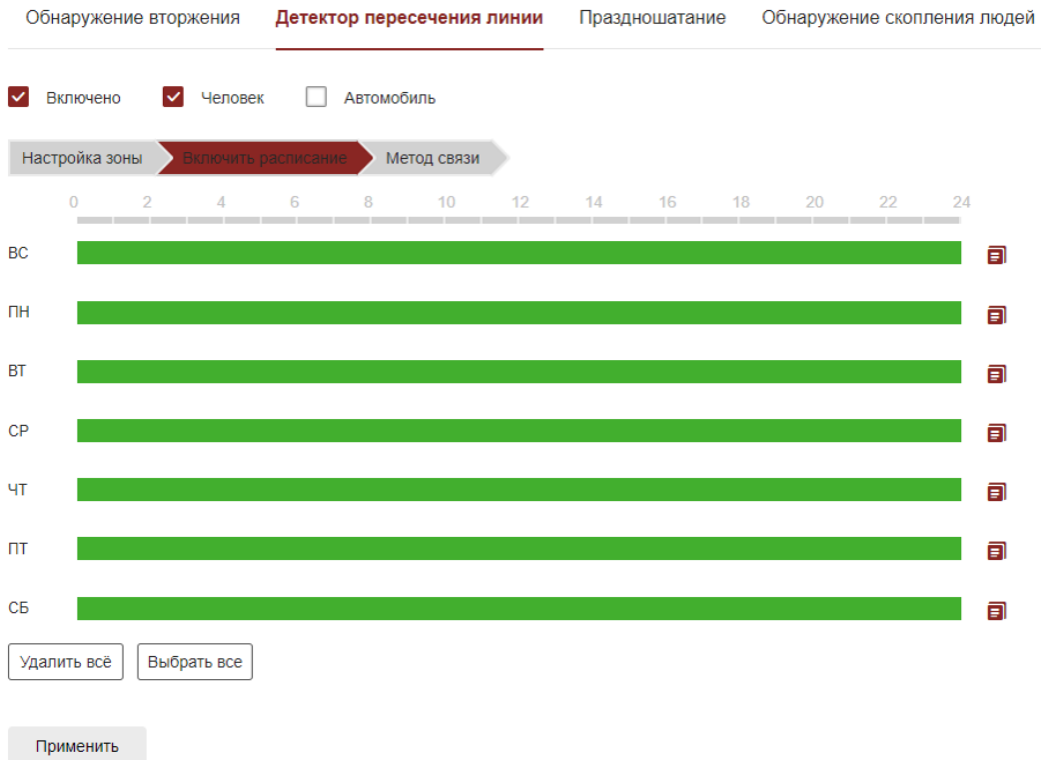 Обнаружение вторжения Детектор пересечения линии Праздношатание Обнаружение скопления людей
Включено Человек Автомобиль
Настройка зоны Включить расписание Метод связи
0 2 4 6 8 10 12 14 16 18 20 22 24
ВС
ПН
ВТ
СР
ЧТ
ПТ
СБ
Удалить всё Выбрать все
Применить